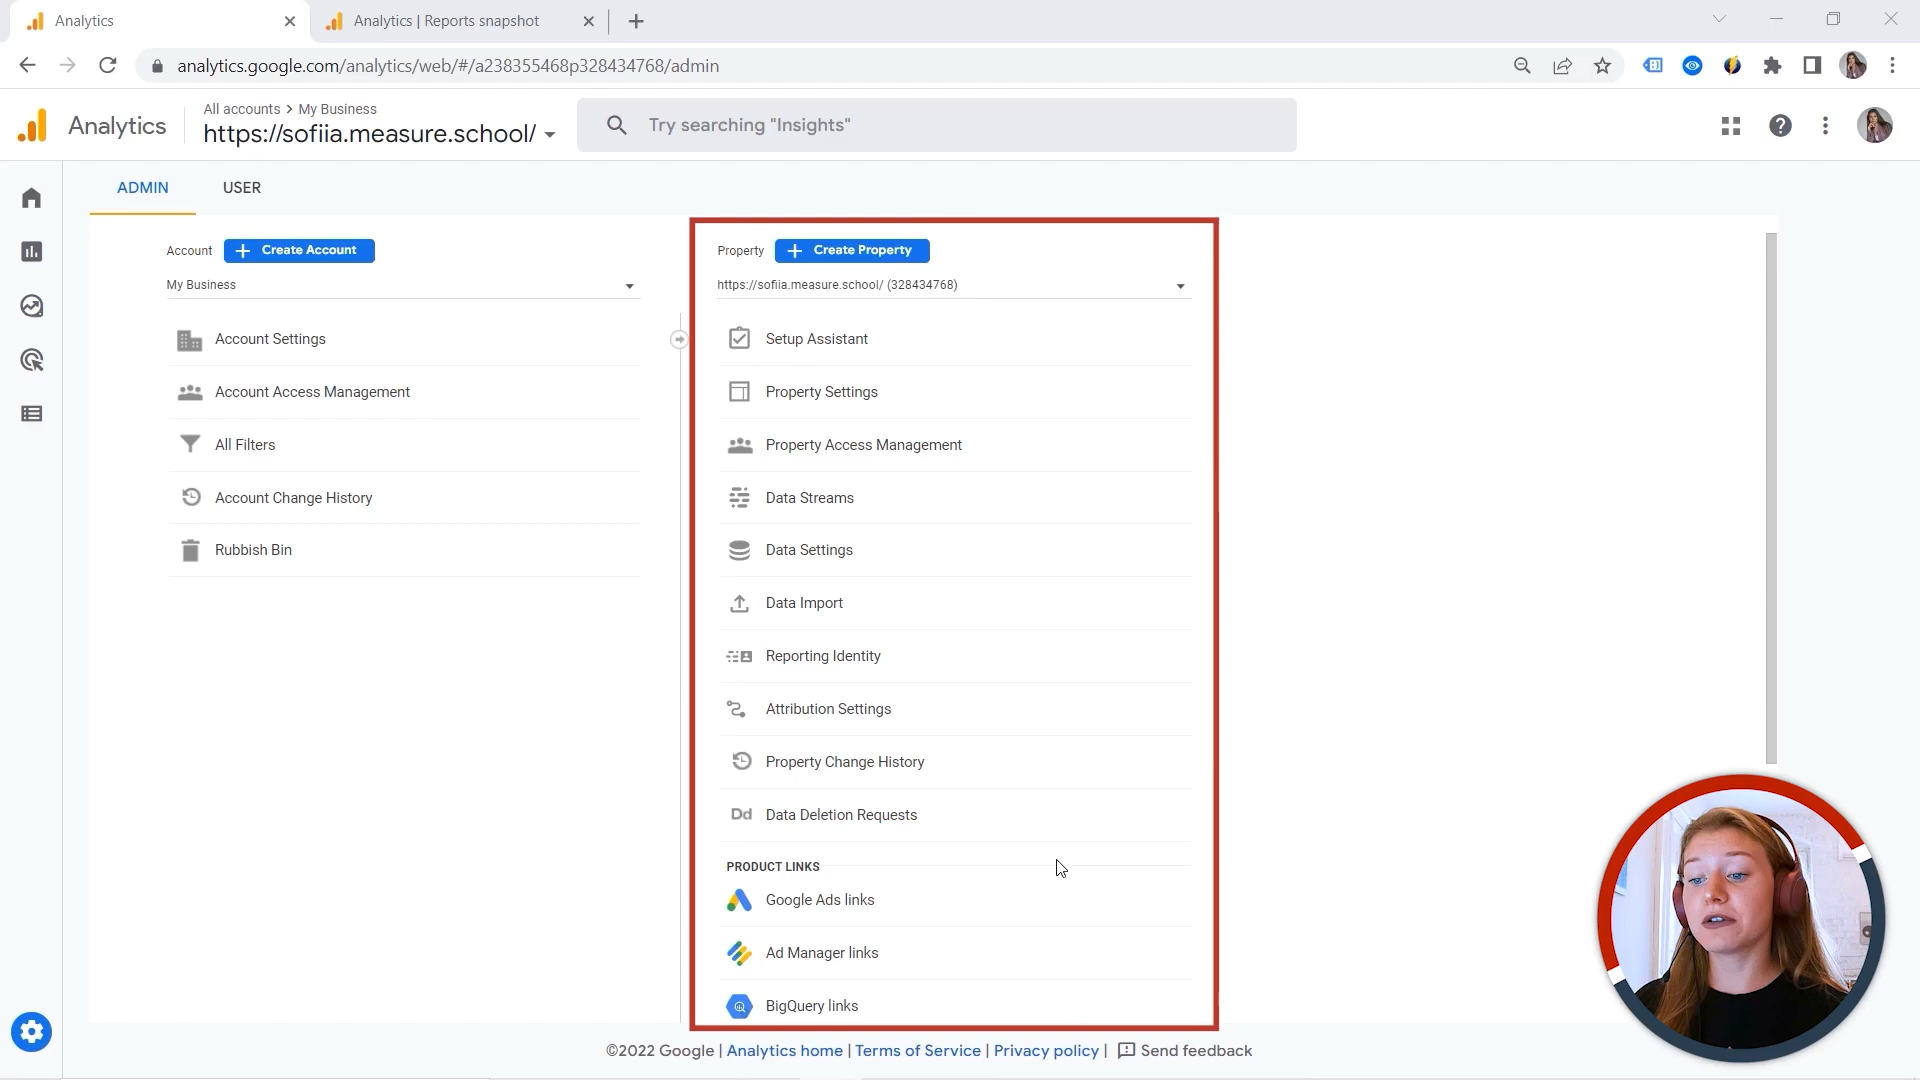 Analytics
Analytics | Reports snapshot
analytics.google.com/analytics/web/#/a238355468p328434768/admin
Analytics
All accounts > My Business
https://sofiia.measure.school/
Try searching "Insights"
ADMIN
USER
Account
Create Account
My Business
Account Settings
Account Access Management
All Filters
Account Change History
Rubbish Bin
Property
Create Property
https://sofiia.measure.school/ (328434768)
Setup Assistant
Property Settings
Property Access Management
Data Streams
Data Settings
Data Import
Reporting Identity
Attribution Settings
Property Change History
Dd Data Deletion Requests
PRODUCT LINKS
Google Ads links
Ad Manager links
BigQuery links
©2022 Google | Analytics home | Terms of Service | Privacy policy | Send feedback